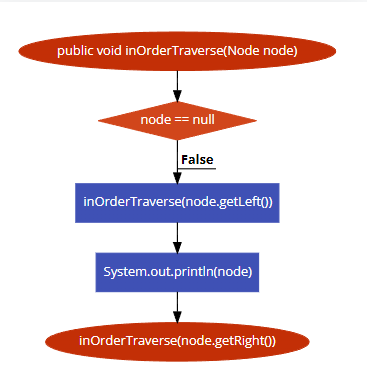 public void inOrderTraverse(Node node)
node == null
False
inOrderTraverse(node.getLeft())
System.out.println(node)
inOrderTraverse(node.getRight())